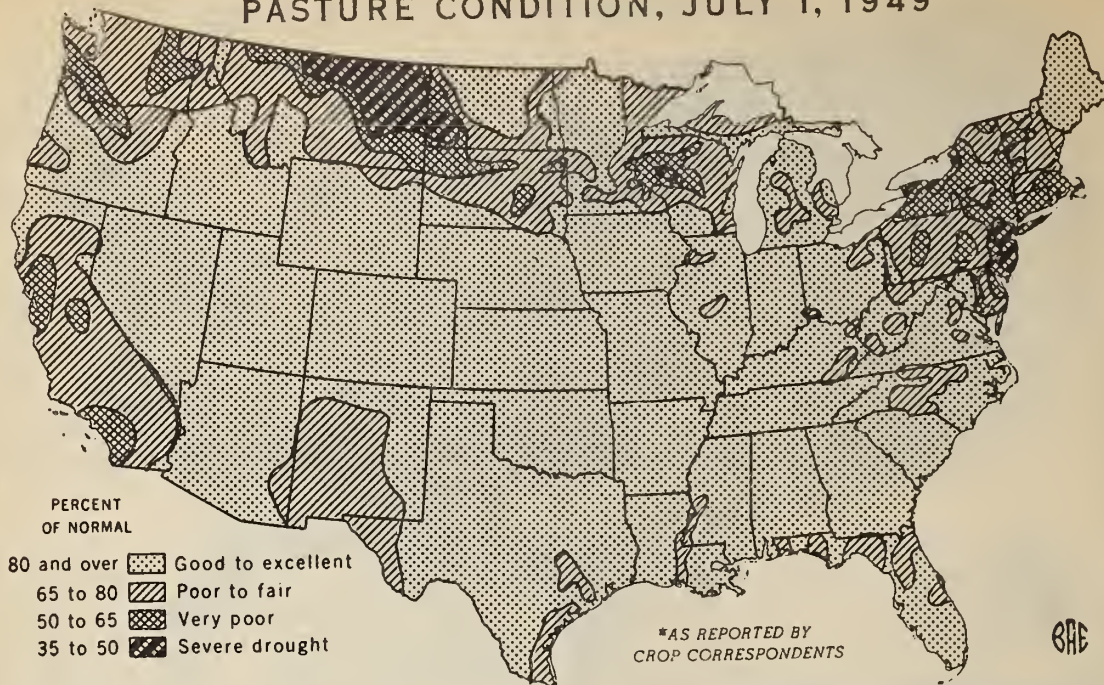 PASTURE CONDITION, JULY 1, 1949
PERCENT
OF NORMAL
80 and over Good to excellent
65 to 80 Poor to fair
50 to 65 Very poor
35 to 50 Severe drought
*AS REPORTED BY
CROP CORRESPONDENTS
BAE